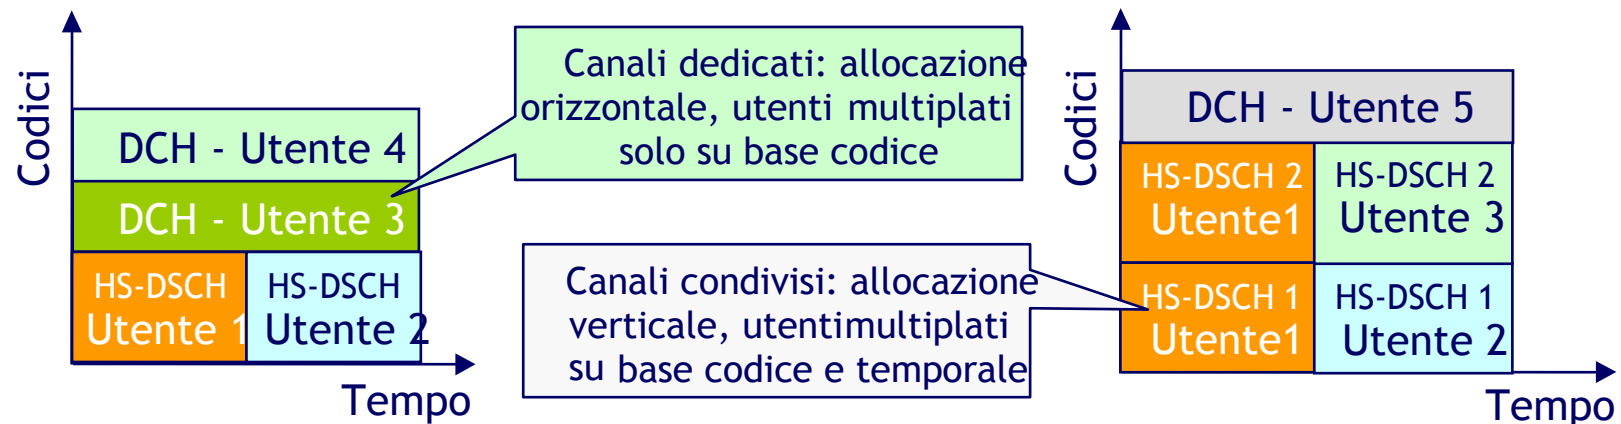 Codici
DCH - Utente 4
DCH - Utente 3
HS-DSCH
Utente 1
HS-DSCH
Utente 2
Tempo
Canali dedicati: allocazione
orizzontale, utenti multiplati
solo su base codice
Canali condivisi: allocazione
verticale, utentimultiplati
su base codice e temporale
Codici
DCH - Utente 5
HS-DSCH 2
Utente1
HS-DSCH 2
Utente 3
HS-DSCH 1
Utente1
HS-DSCH 1
Utente 2
Tempo